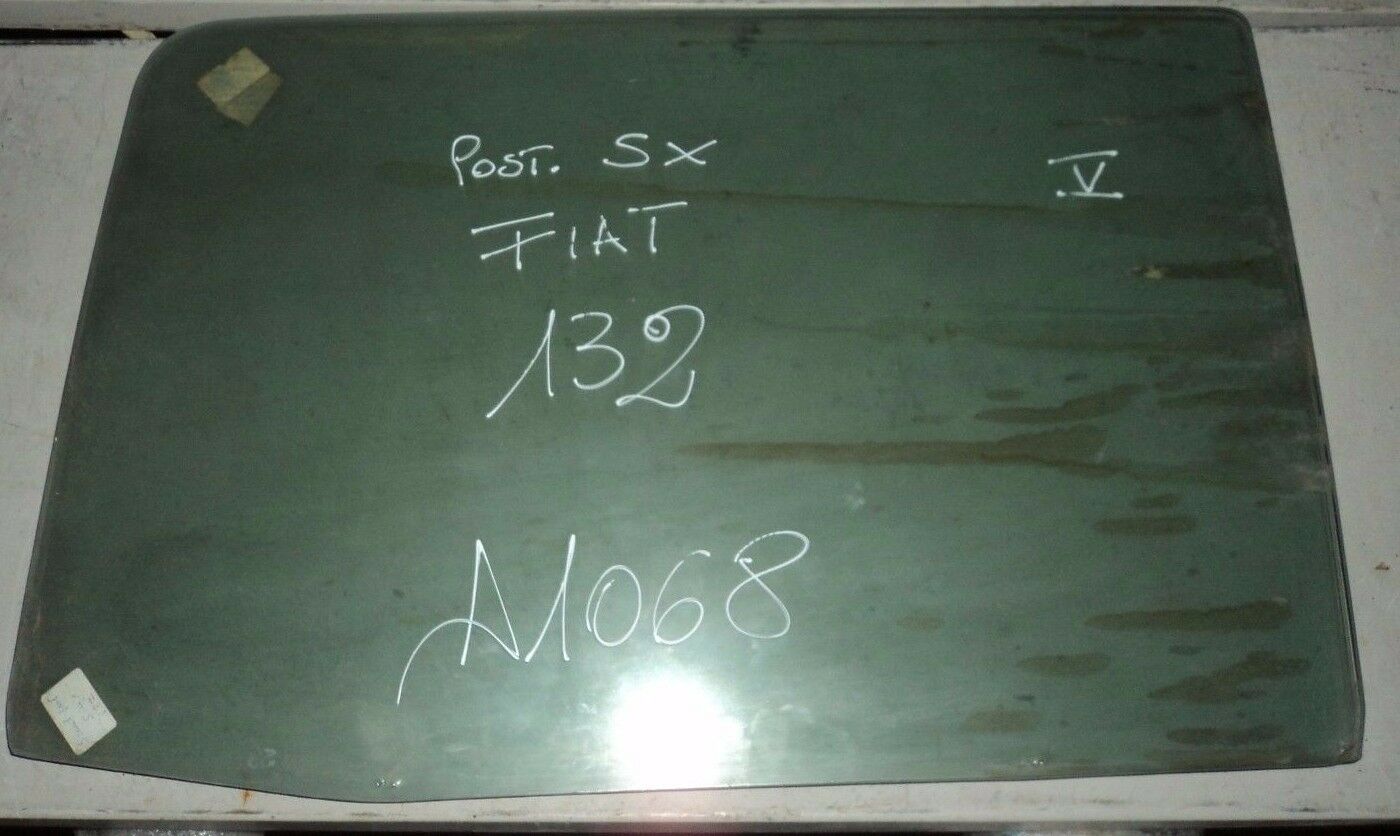 POST. SX
V
FIAT
132
A1068